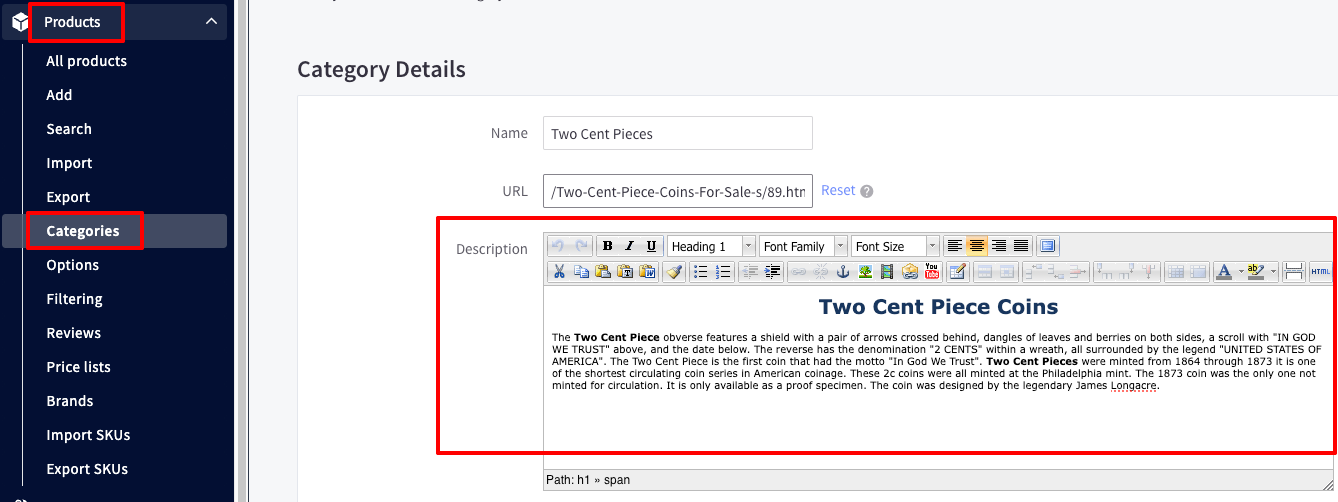 Products
All products
Add
Search
Import
Export
Categories
Options
Filtering
Reviews
Price lists
Brands
Import SKUs
Export SKUs
Category Details
Name
Two Cent Pieces
URL
/Two-Cent-Piece-Coins-For-Sale-s/89.htn
Reset ?
Description
B I U Heading 1 Font Family Font Size
T W You Tube A ab HTML
Two Cent Piece Coins
The Two Cent Piece obverse features a shield with a pair of arrows crossed behind, dangles of leaves and berries on both sides, a scroll with "IN GOD
WE TRUST" above, and the date below. The reverse has the denomination "2 CENTS" within a wreath, all surrounded by the legend "UNITED STATES OF
AMERICA". The Two Cent Piece is the first coin that had the motto "In God We Trust". Two Cent Pieces were minted from 1864 through 1873 it is one
of the shortest circulating coin series in American coinage. These 2c coins were all minted at the Philadelphia mint. The 1873 coin was the only one not
minted for circulation. It is only available as a proof specimen. The coin was designed by the legendary James Longacre.
Path: h1 » span